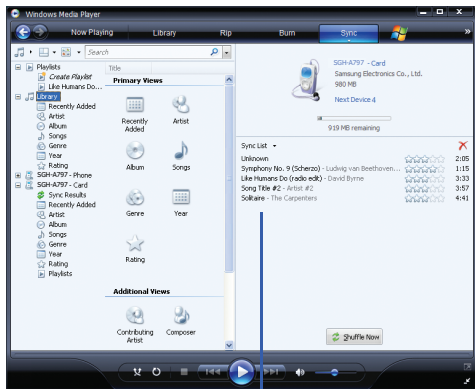 Windows Media Player
Now Playing
Library
Rip
Burn
Sync
»
Search
Playlists
Create Playlist
Like Humans Do...
Library
Recently Added
Artist
Album
Songs
Genre
Year
Rating
SGH-A797 - Phone
SGH-A797 - Card
Sync Results
Recently Added
Artist
Album
Songs
Genre
Year
Rating
Playlists
Title
Primary Views
Recently Added
Artist
Album
Songs
Genre
Year
Rating
Additional Views
Contributing Artist
Composer
SGH-A797 - Card
Samsung Electronics Co., Ltd.
980 MB
Next Device
919 MB remaining
Sync List
Unknown 2:05
Symphony No. 9 (Scherzo) - Ludwig van Beethoven... 1:15
Like Humans Do (radio edit) - David Byrne 3:33
Song Title #2 - Artist #2 3:57
Solitaire - The Carpenters 4:41
Shuffle Now